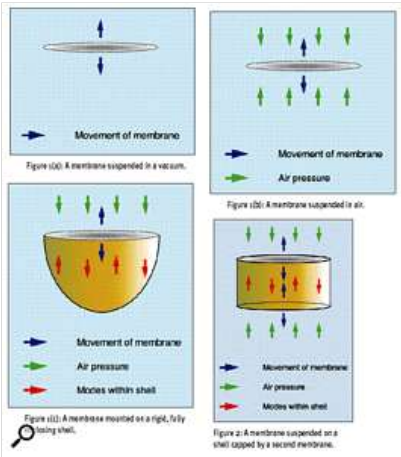 Movement of membrane
Figure 1(a): A membrane suspended in a vacuum.
Movement of membrane
Air pressure
Figure 1(b): A membrane suspended in air.
Movement of membrane
Air pressure
Modes within shell
Figure 1(c): A membrane mounted on a rigid, fully
enclosing shell.
Movement of membrane
Air pressure
Modes within shell
Figure 2: A membrane suspended on a
shell capped by a second membrane.